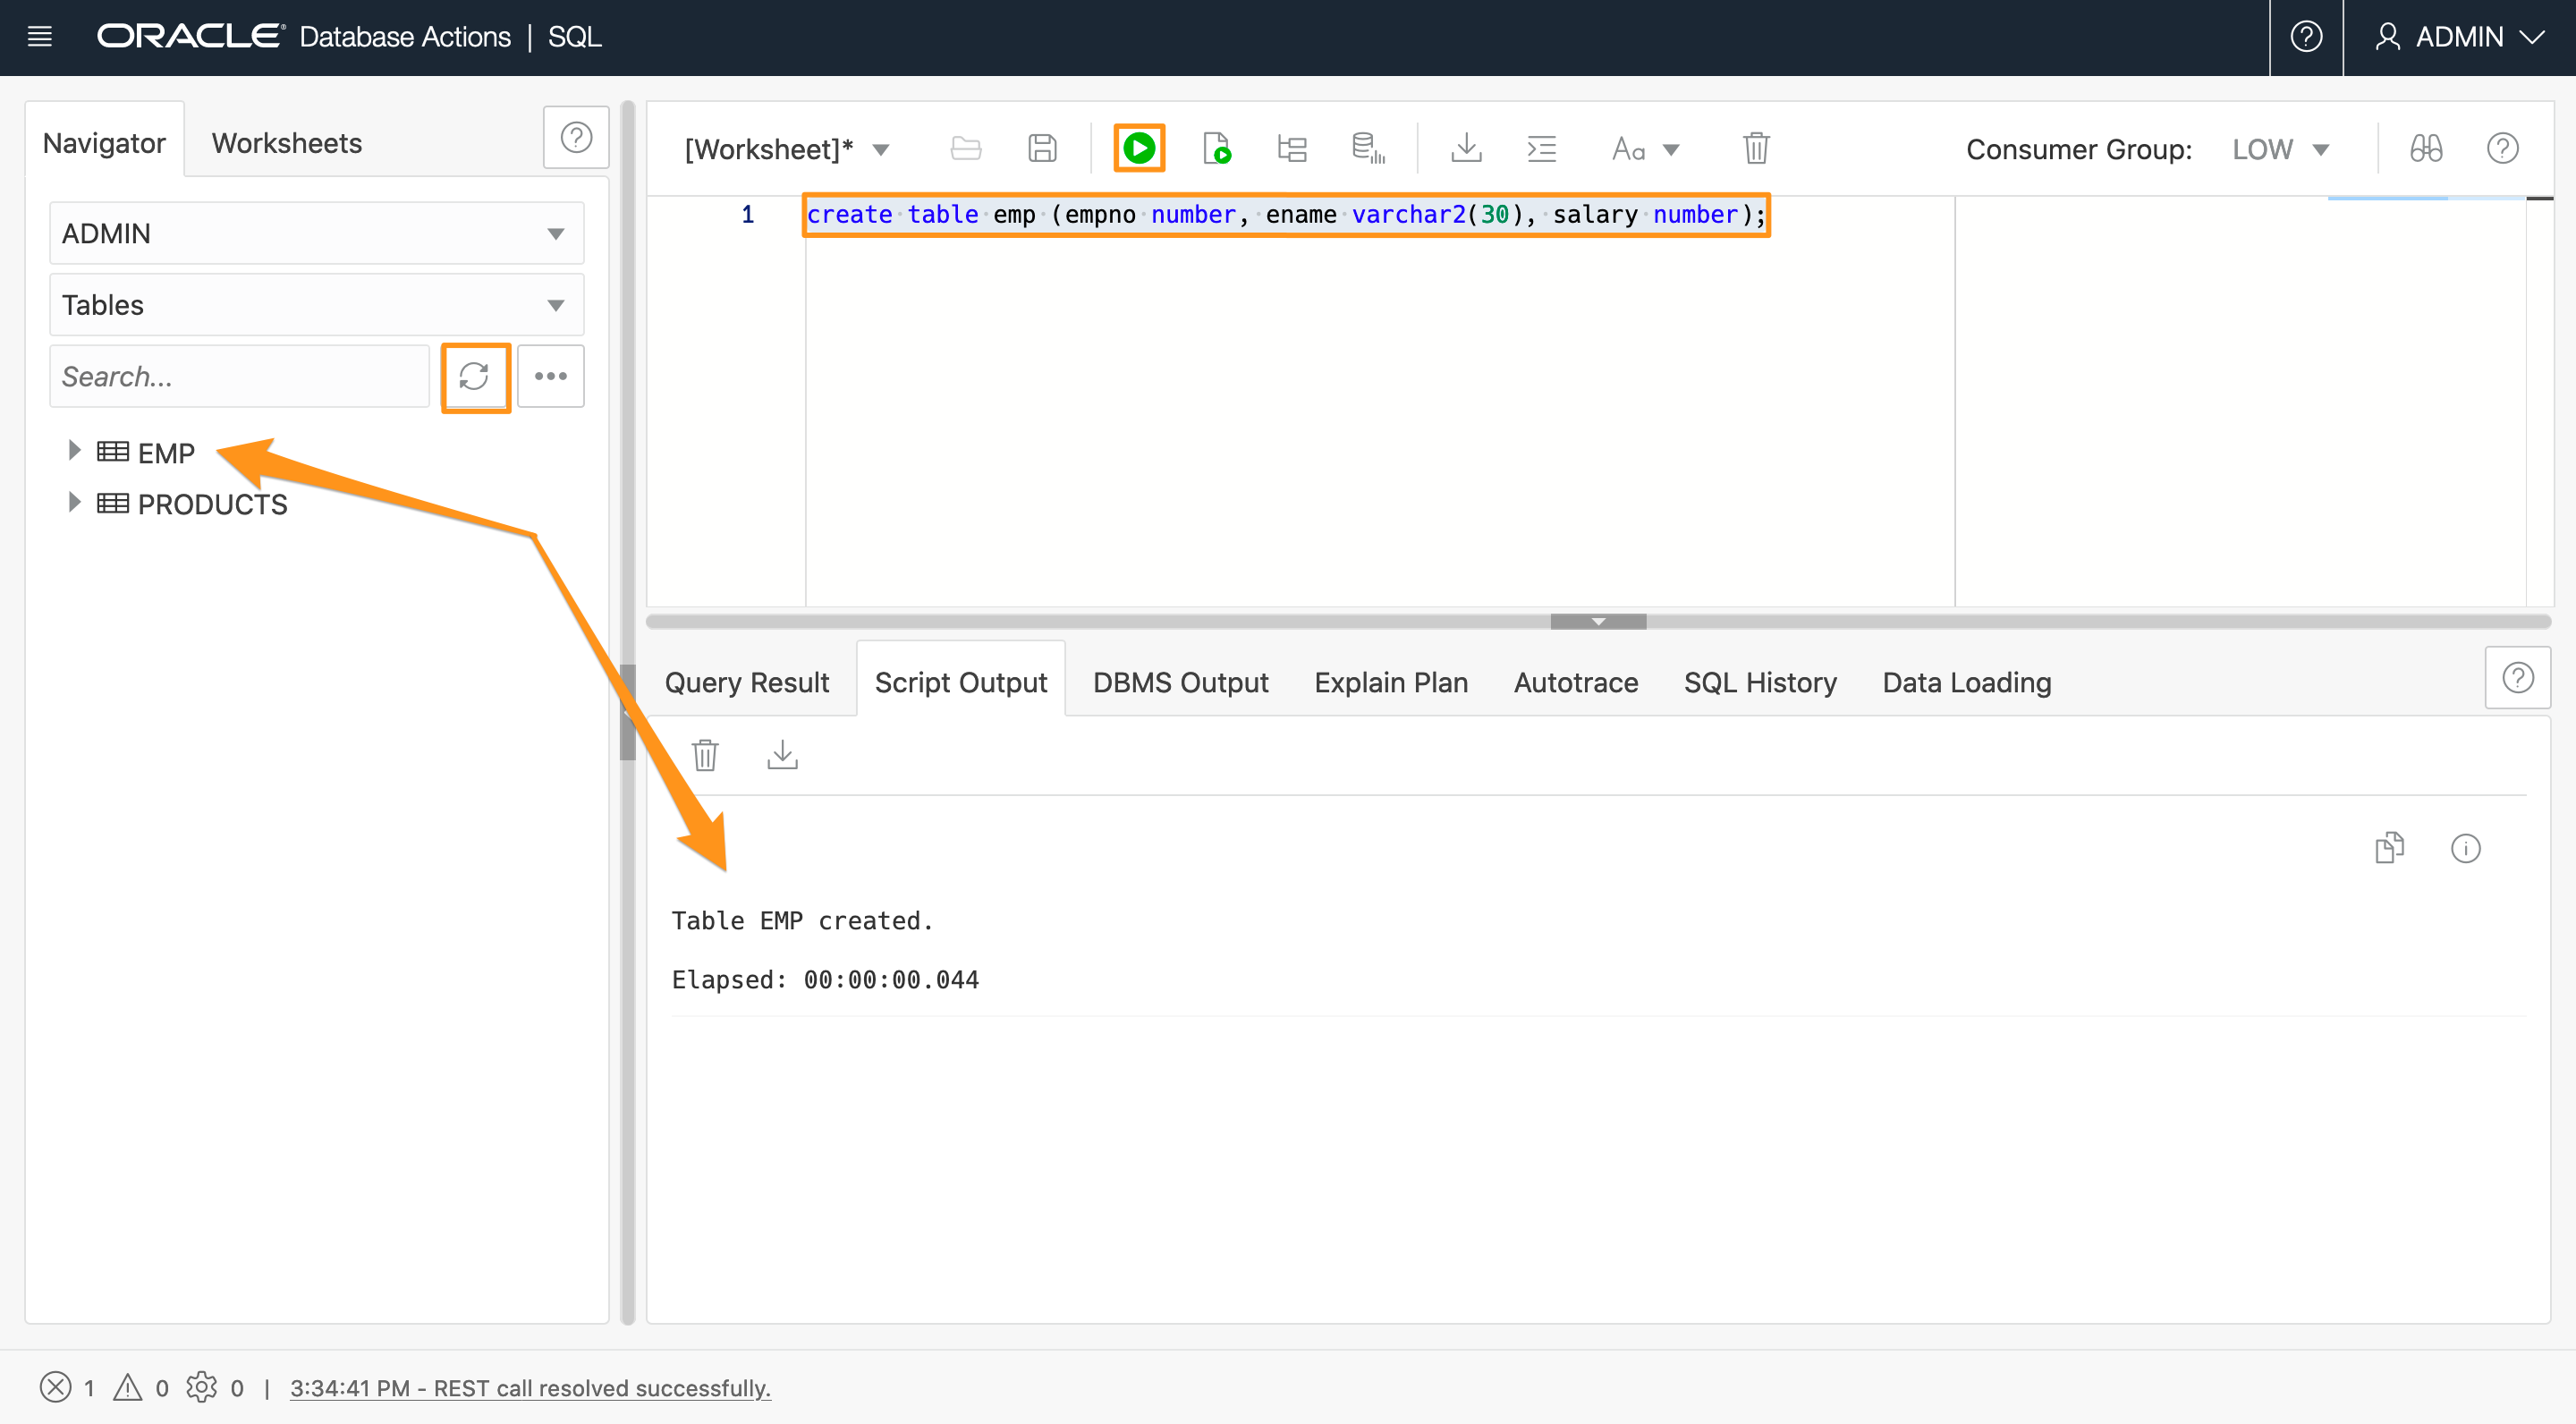 ORACLE® Database Actions | SQL
ADMIN
Navigator
Worksheets
ADMIN
Tables
Search...
EMP
PRODUCTS
[Worksheet]*
Aa
Consumer Group:
LOW
1
create table emp (empno number, ename varchar2(30), salary number);
Query Result
Script Output
DBMS Output
Explain Plan
Autotrace
SQL History
Data Loading
Table EMP created.
Elapsed: 00:00:00.044
1
0
0
| 3:34:41 PM - REST call resolved successfully.